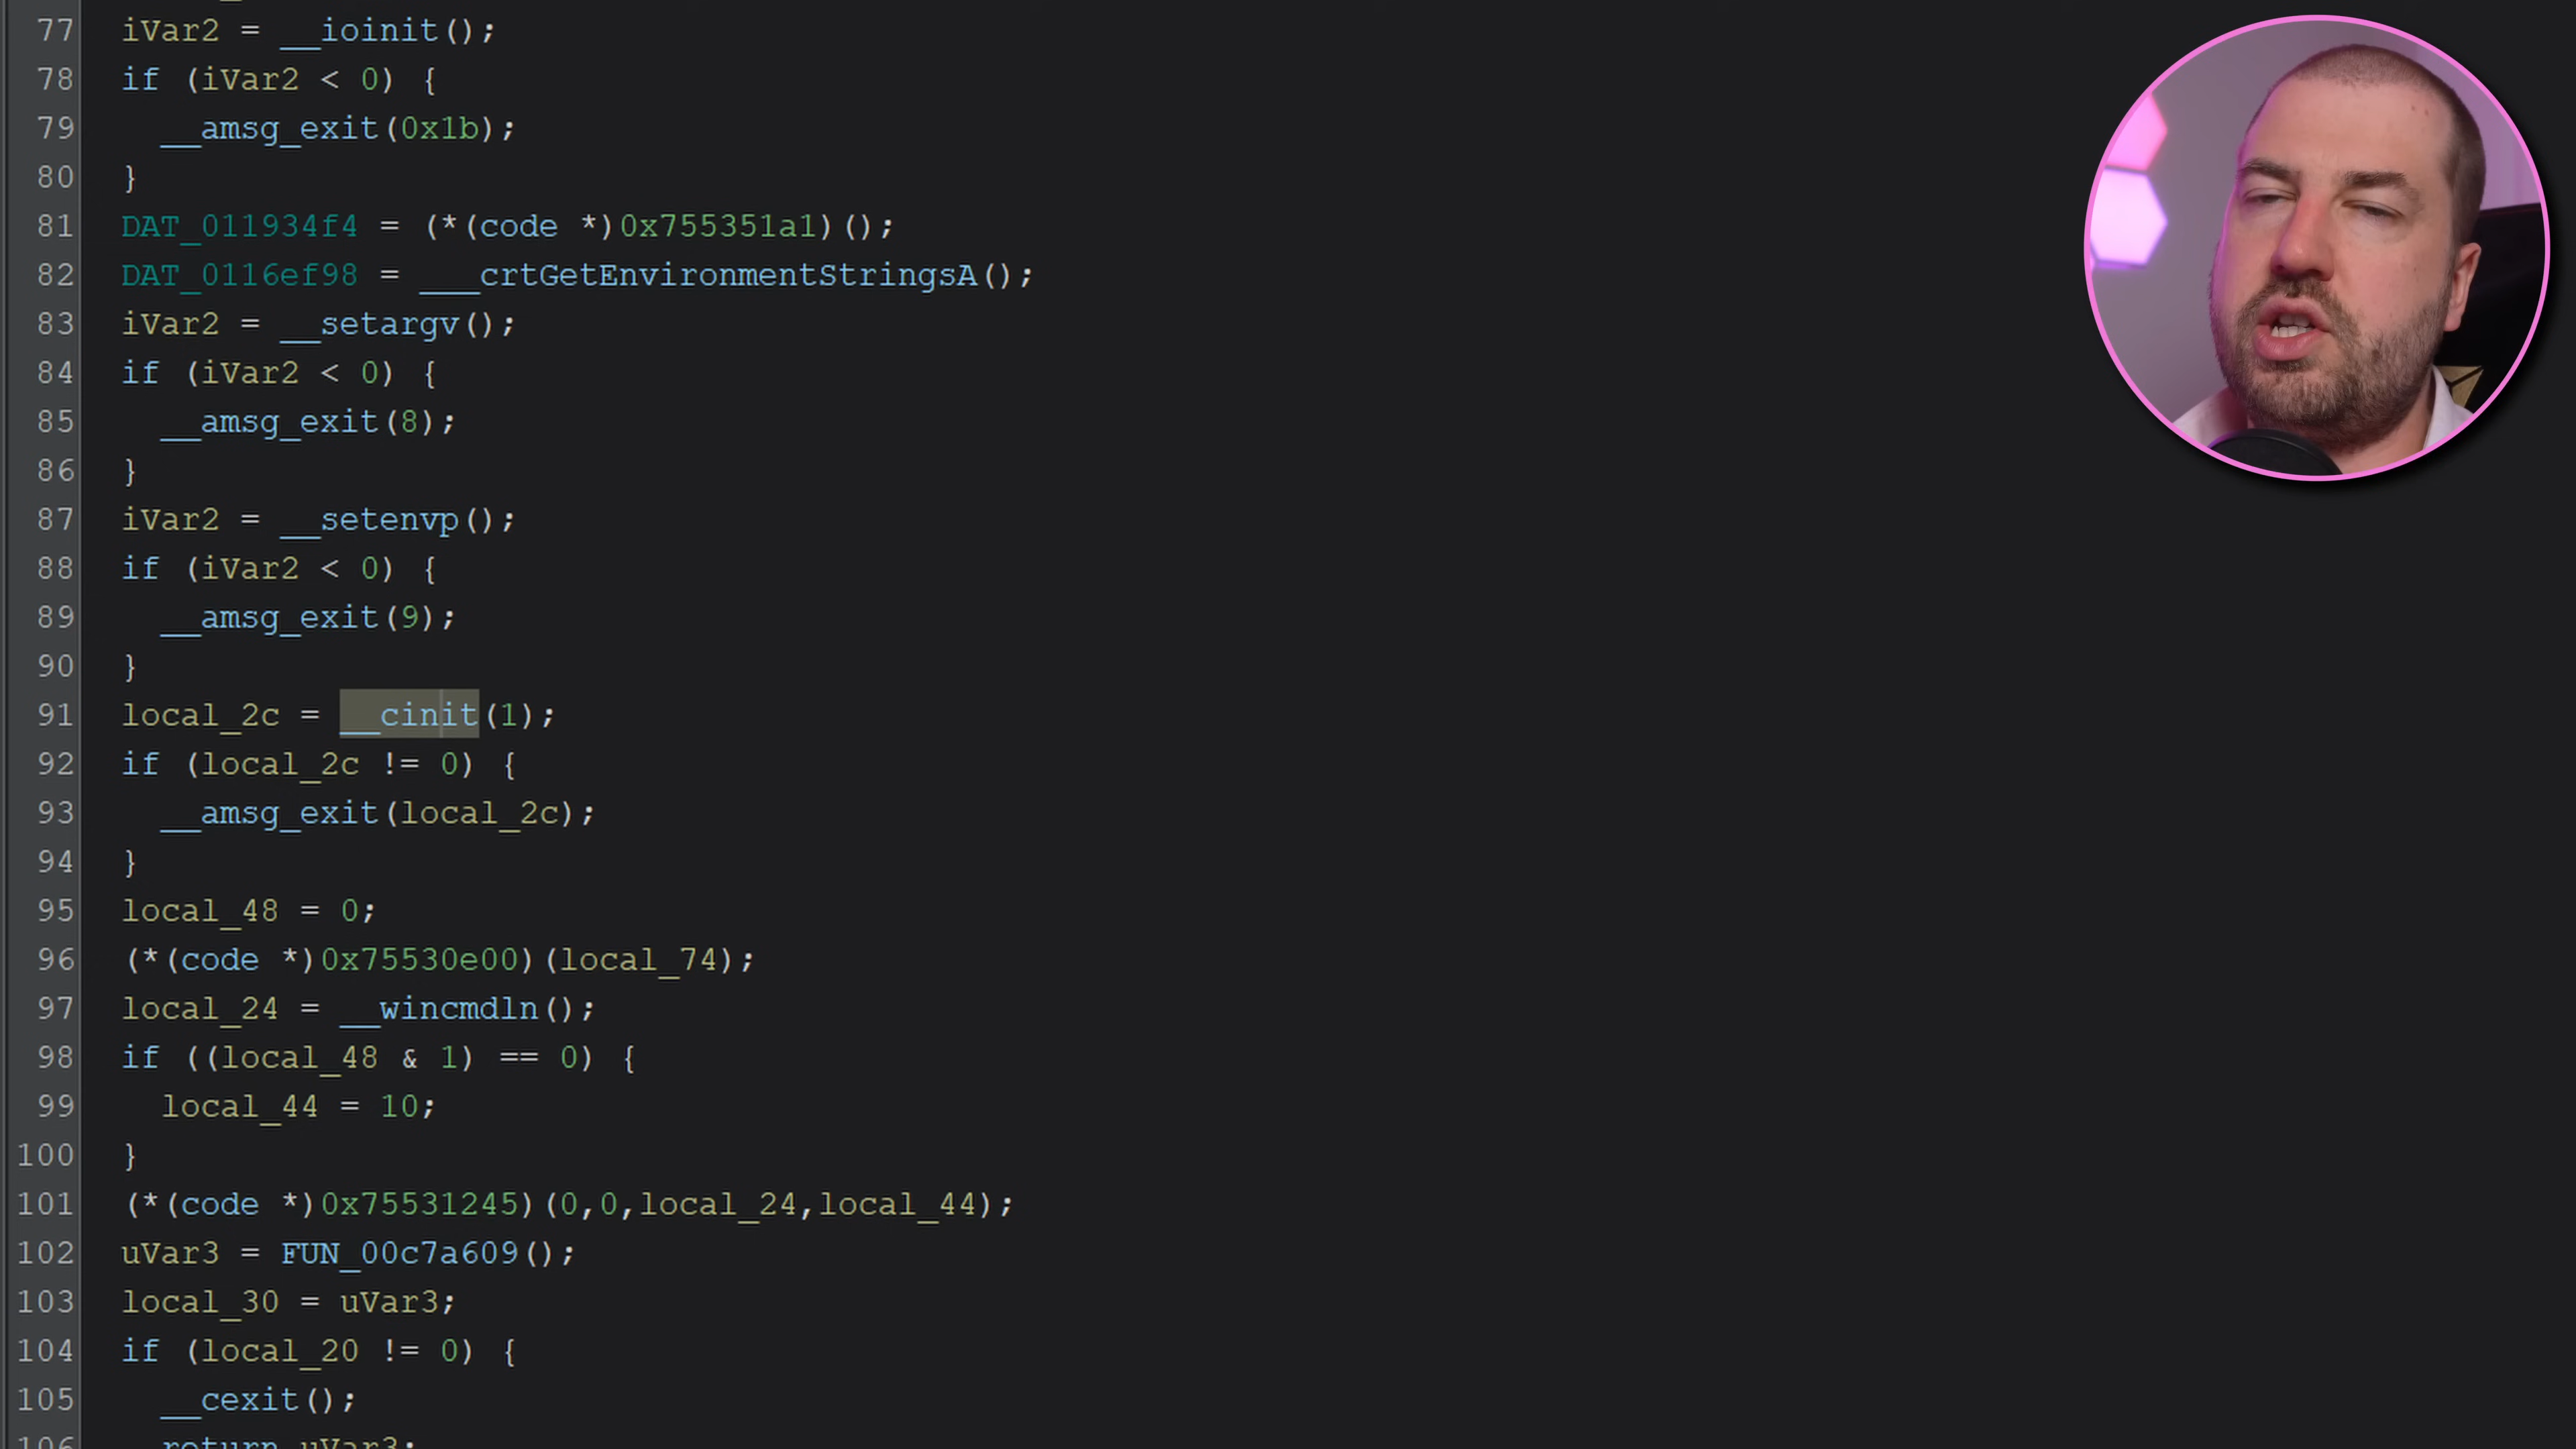 77 iVar2 = __ioinit();
78 if (iVar2 < 0) {
79 __amsg_exit(0x1b);
80 }
81 DAT_011934f4 = (*(code *)0x755351a1)();
82 DAT_0116ef98 = ___crtGetEnvironmentStringsA();
83 iVar2 = __setargv();
84 if (iVar2 < 0) {
85 __amsg_exit(8);
86 }
87 iVar2 = __setenvp();
88 if (iVar2 < 0) {
89 __amsg_exit(9);
90 }
91 local_2c = __cinit(1);
92 if (local_2c != 0) {
93 __amsg_exit(local_2c);
94 }
95 local_48 = 0;
96 (*(code *)0x75530e00)(local_74);
97 local_24 = __wincmdln();
98 if ((local_48 & 1) == 0) {
99 local_44 = 10;
100 }
101 (*(code *)0x75531245)(0,0,local_24,local_44);
102 uVar3 = FUN_00c7a609();
103 local_30 = uVar3;
104 if (local_20 != 0) {
105 __cexit();
106 return uVar3;